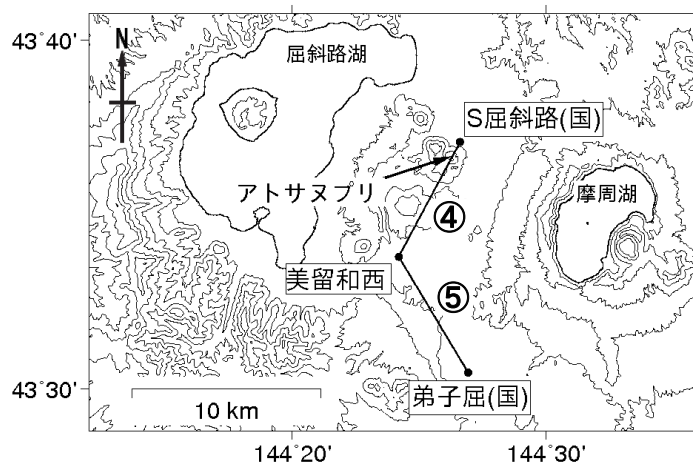 43°40'
N
屈斜路湖
S屈斜路(国)
アトサヌプリ
摩周湖
④
美留和西
⑤
43°30'
10 km
弟子屈(国)
144°20'
144°30'